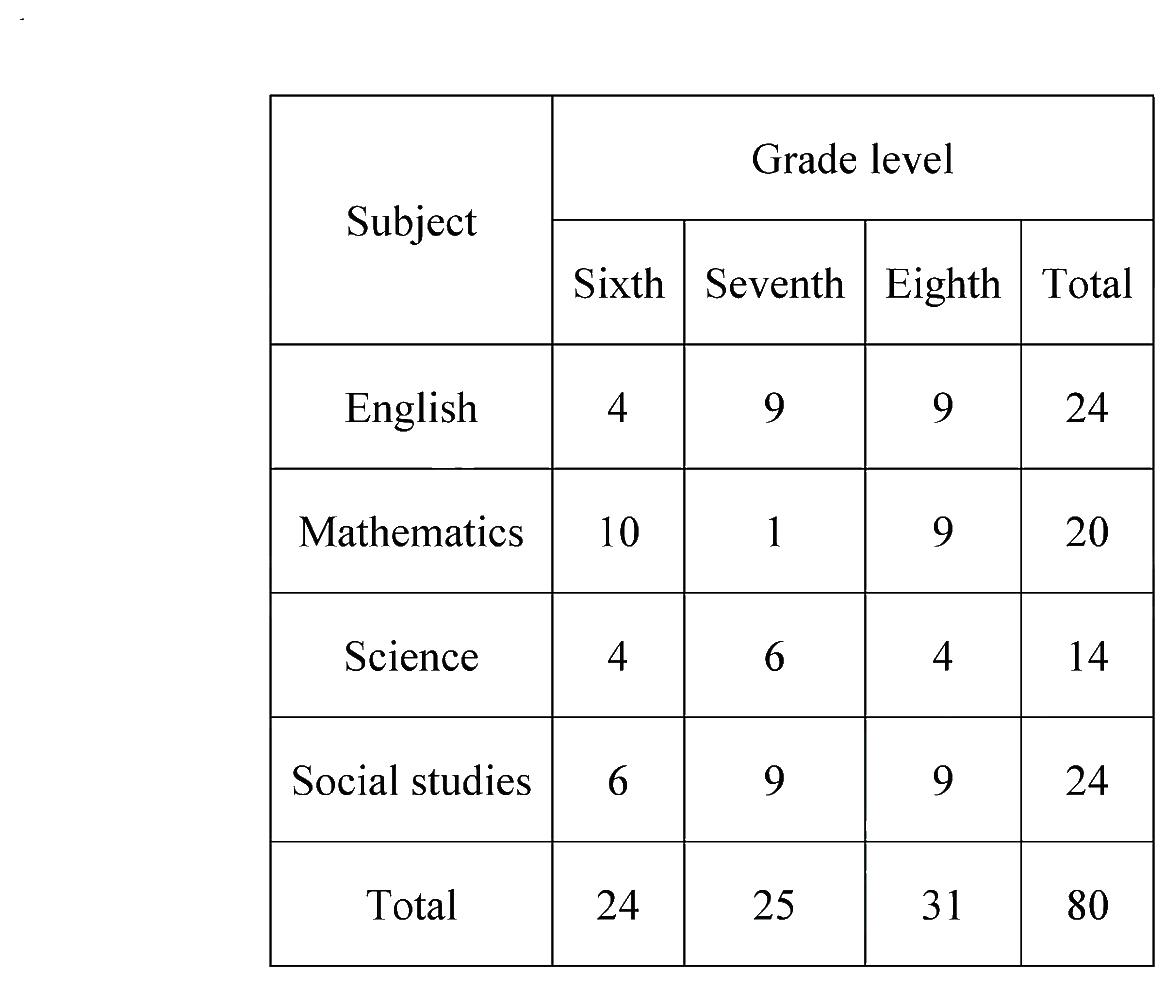 Subject Grade level
Sixth Seventh Eighth Total
English 4 9 9 24
Mathematics 10 1 9 20
Science 4 6 4 14
Social studies 6 9 9 24
Total 24 25 31 80